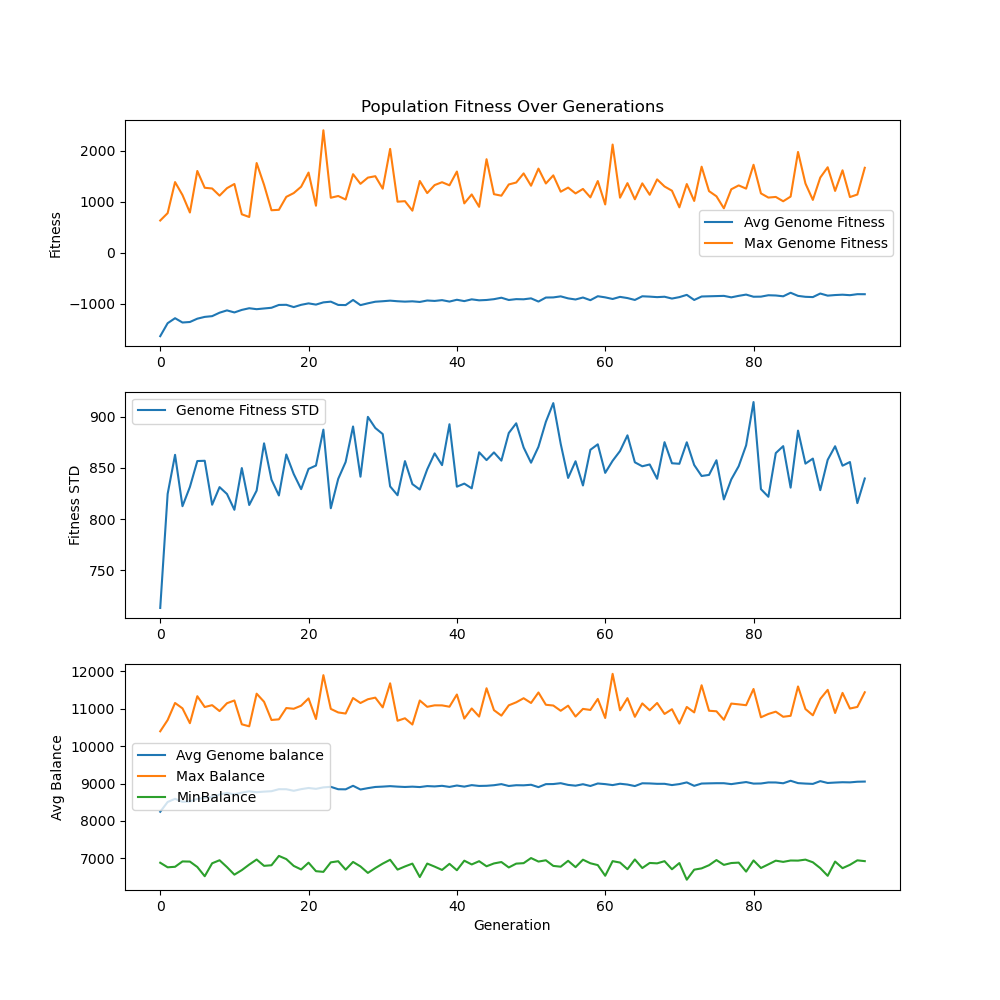 Population Fitness Over Generations
Fitness
2000
1000
0
−1000
Avg Genome Fitness
Max Genome Fitness
0 20 40 60 80
Fitness STD
900
850
800
750
Genome Fitness STD
0 20 40 60 80
Avg Balance
12000
11000
10000
9000
8000
7000
Avg Genome balance
Max Balance
MinBalance
0 20 40 60 80
Generation